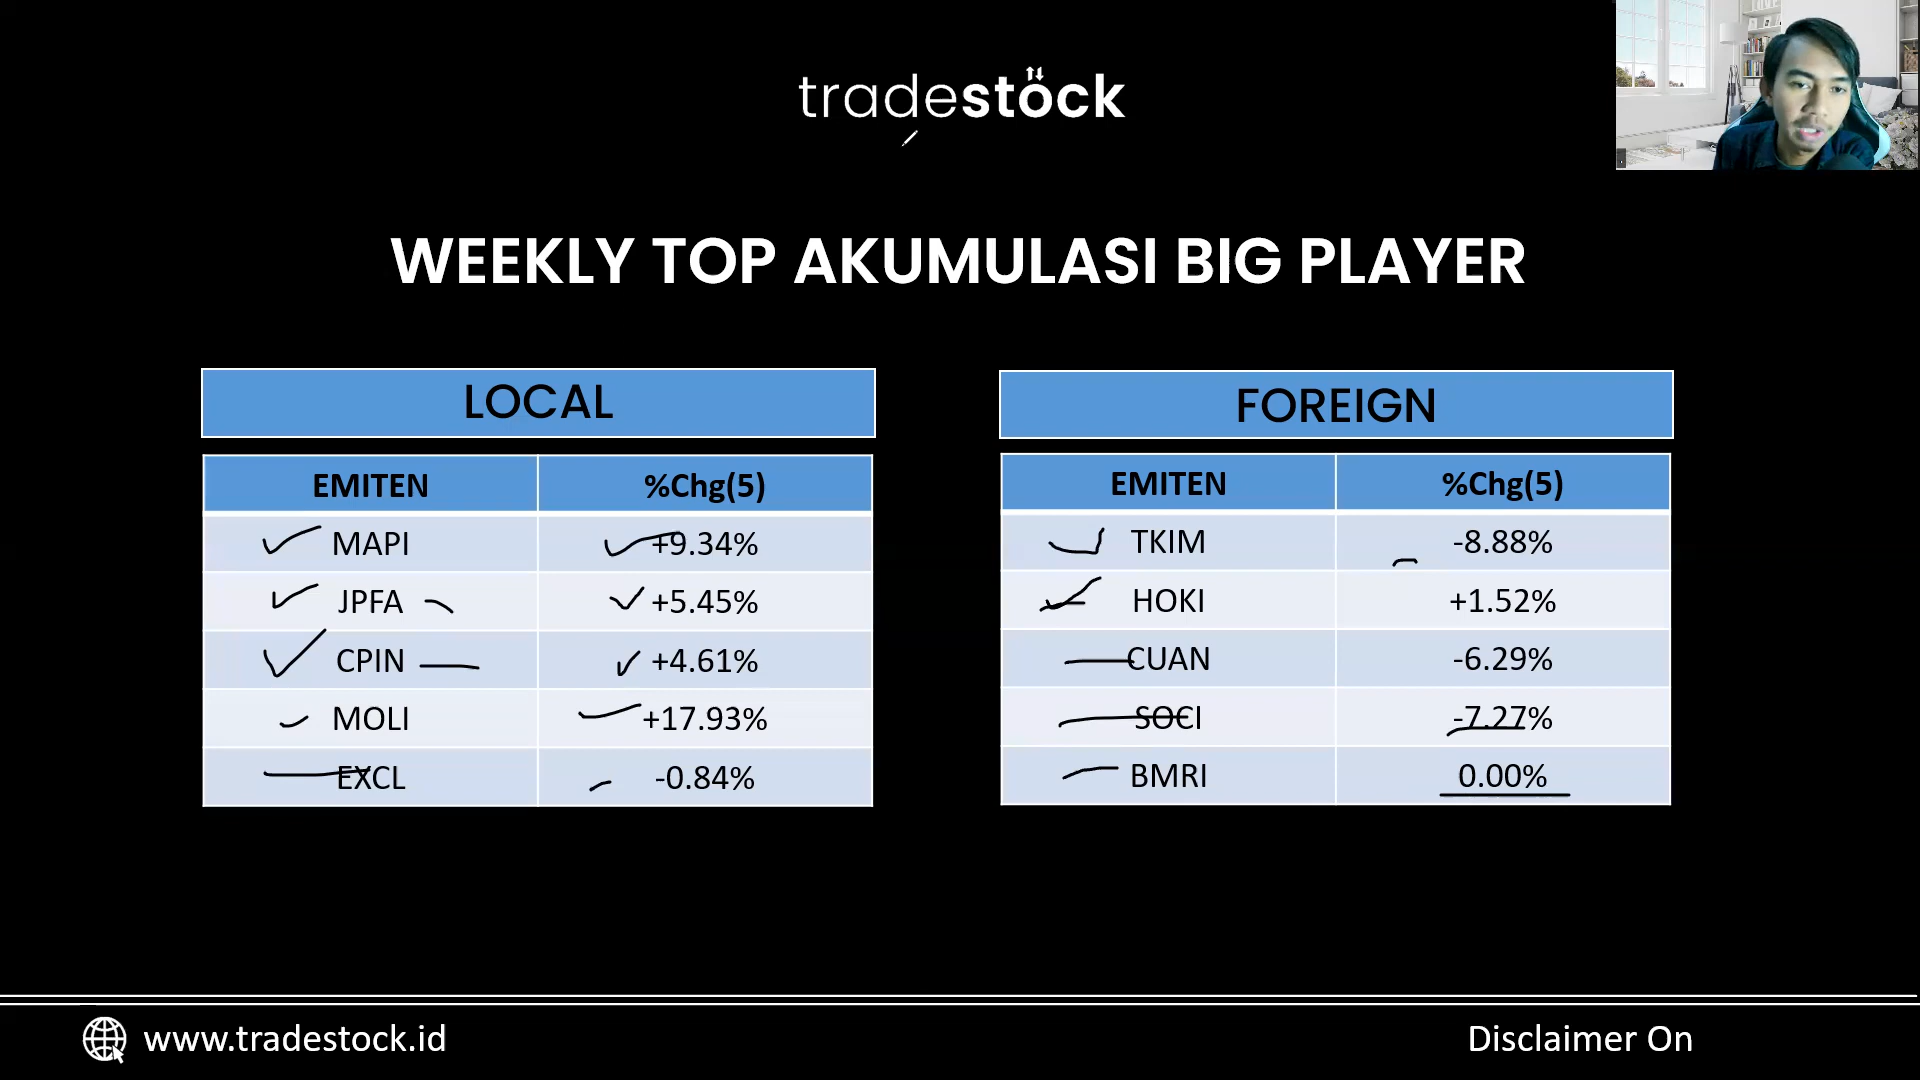 tradestock
WEEKLY TOP AKUMULASI BIG PLAYER
LOCAL
EMITEN %Chg(5)
MAPI +9.34%
JPFA +5.45%
CPIN +4.61%
MOLI +17.93%
EXCL -0.84%
FOREIGN
EMITEN %Chg(5)
TKIM -8.88%
HOKI +1.52%
CUAN -6.29%
SOCI -7.27%
BMRI 0.00%
www.tradestock.id
Disclaimer On